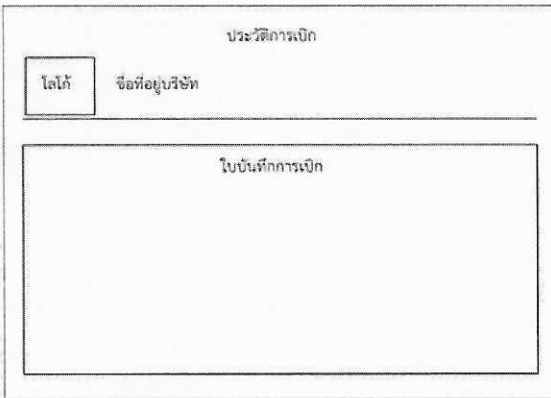 ประวัติการเบิก
โลโก้
ชื่อที่อยู่บริษัท
ใบบันทึกการเบิก